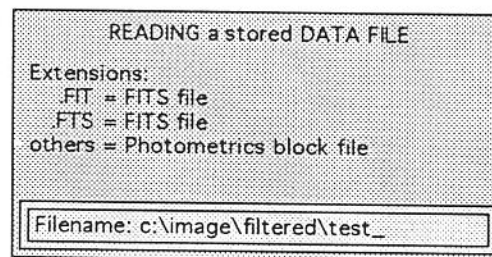 READING a stored DATA FILE
Extensions:
.FIT = FITS file
.FTS = FITS file
others = Photometrics block file
Filename: c:\image\filtered\test_